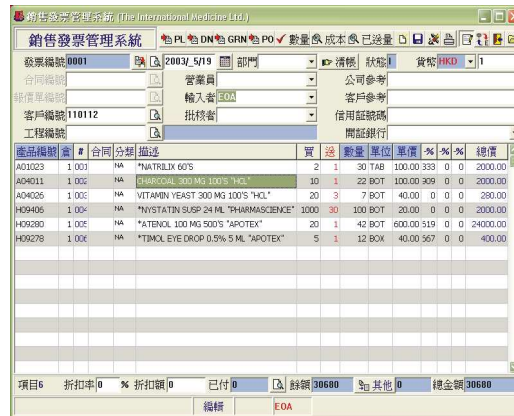 銷售發票管理系統 (The International Medicine Ltd.)
銷售發票管理系統 PL DN GRN PO 數量 成本 已送量
發票編號 0001 2003/_5/19 部門 清帳 狀態 I 貨幣 HKD 1
合同編號 營業員 公司參考
報價單編號 輸入者 EOA 客戶參考
客戶編號 110112 批核者 信用証號碼
工程編號 開証銀行
產品編號 倉 # 合同 分類 描述 買 送 數量 單位 單價 -% -% -% 總價
A01023 1 001 NA *NATRILIX 60'S 2 1 30 TAB 100.00 333 0 0 2000.00
A04011 1 002 NA CHARCOAL 300 MG 100'S "HCL" 10 1 22 BOT 100.00 909 0 0 2000.00
A04026 1 003 NA VITAMIN YEAST 300 MG 100'S "HCL" 20 3 7 BOT 40.00 0 0 280.00
H09406 1 004 NA *NYSTATIN SUSP 24 ML "PHARMASCIENCE" 1000 30 100 BOT 20.00 0 0 0 2000.00
H09280 1 005 NA *ATENOL 100 MG 500'S "APOTEX" 20 1 42 BOT 600.00 519 0 0 24000.00
H09278 1 006 NA *TIMOL EYE DROP 0.5% 5 ML "APOTEX" 5 1 12 BOX 40.00 567 0 0 400.00
項目6 折扣率 0 % 折扣額 0 已付 0 餘額 30680 其他 0 總金額 30680
編輯 EOA